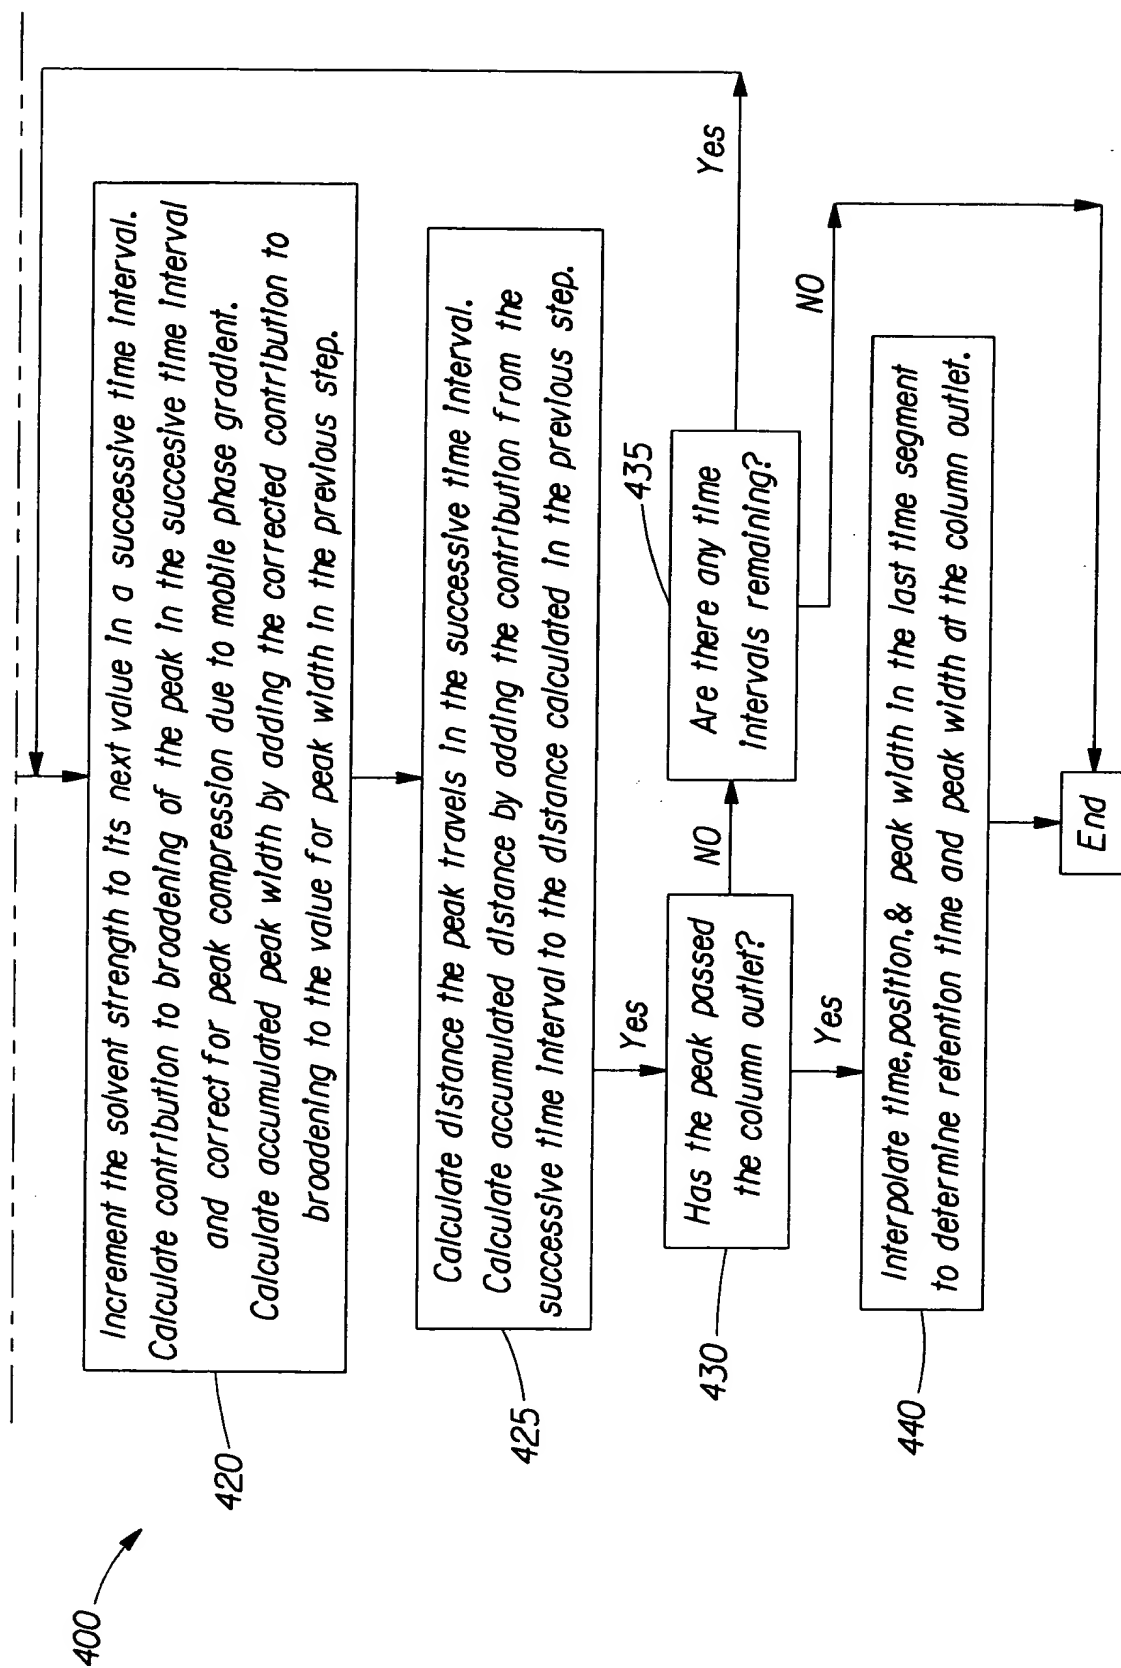 400
420
Increment the solvent strength to its next value in a successive time interval.
Calculate contribution to broadening of the peak in the succesive time interval
and correct for peak compression due to mobile phase gradient.
Calculate accumulated peak width by adding the corrected contribution to
broadening to the value for peak width in the previous step.
425
Calculate distance the peak travels in the successive time interval.
Calculate accumulated distance by adding the contribution from the
successive time interval to the distance calculated in the previous step.
Yes
430
Has the peak passed
the column outlet?
NO
435
Are there any time
intervals remaining?
Yes
NO
Yes
440
Interpolate time, position, & peak width in the last time segment
to determine retention time and peak width at the column outlet.
End